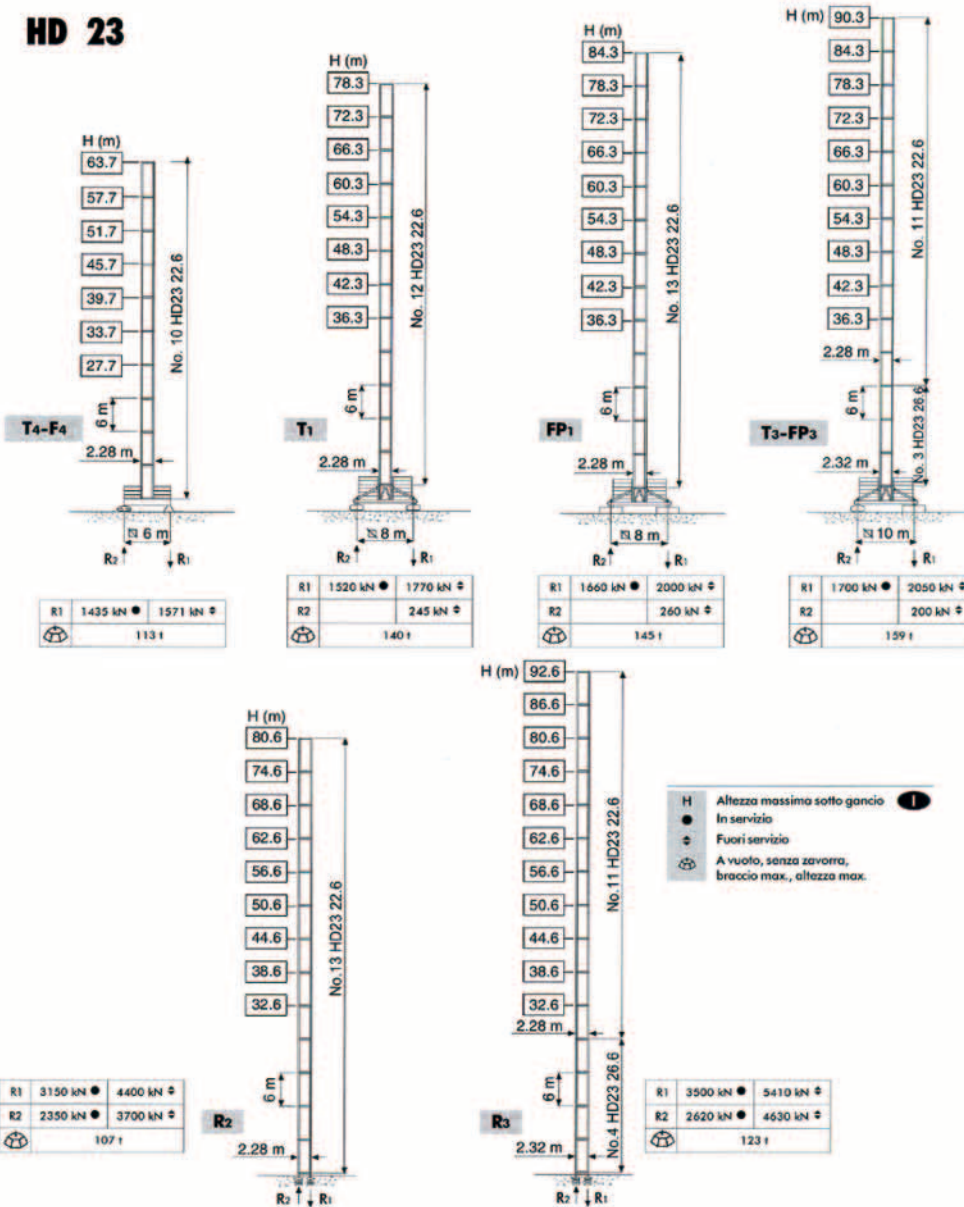 HD 23
H (m)
63.7
57.7
51.7
45.7
39.7
33.7
27.7
No. 10 HD23 22.6
6 m
T4-F4
2.28 m
6 m
R2
R1
R1 1435 kN ● 1571 kN ⬍
113 t
H (m)
78.3
72.3
66.3
60.3
54.3
48.3
42.3
36.3
No. 12 HD23 22.6
6 m
T1
2.28 m
8 m
R2
R1
R1 1520 kN ● 1770 kN ⬍
R2 245 kN ⬍
140 t
H (m)
84.3
78.3
72.3
66.3
60.3
54.3
48.3
42.3
36.3
No. 13 HD23 22.6
6 m
FP1
2.28 m
8 m
R2
R1
R1 1660 kN ● 2000 kN ⬍
R2 260 kN ⬍
145 t
H (m) 90.3
84.3
78.3
72.3
66.3
60.3
54.3
48.3
42.3
36.3
No. 11 HD23 22.6
2.28 m
6 m
No. 3 HD23 26.6
T3-FP3
2.32 m
10 m
R2
R1
R1 1700 kN ● 2050 kN ⬍
R2 200 kN ⬍
159 t
H (m)
80.6
74.6
68.6
62.6
56.6
50.6
44.6
38.6
32.6
No.13 HD23 22.6
6 m
R2
2.28 m
R2
R1
R1 3150 kN ● 4400 kN ⬍
R2 2350 kN ● 3700 kN ⬍
107 t
H (m) 92.6
86.6
80.6
74.6
68.6
62.6
56.6
50.6
44.6
38.6
32.6
No.11 HD23 22.6
2.28 m
6 m
No.4 HD23 26.6
R3
2.32 m
R2
R1
R1 3500 kN ● 5410 kN ⬍
R2 2620 kN ● 4630 kN ⬍
123 t
H Altezza massima sotto gancio I
● In servizio
⬍ Fuori servizio
A vuoto, senza zavorra,
braccio max., altezza max.